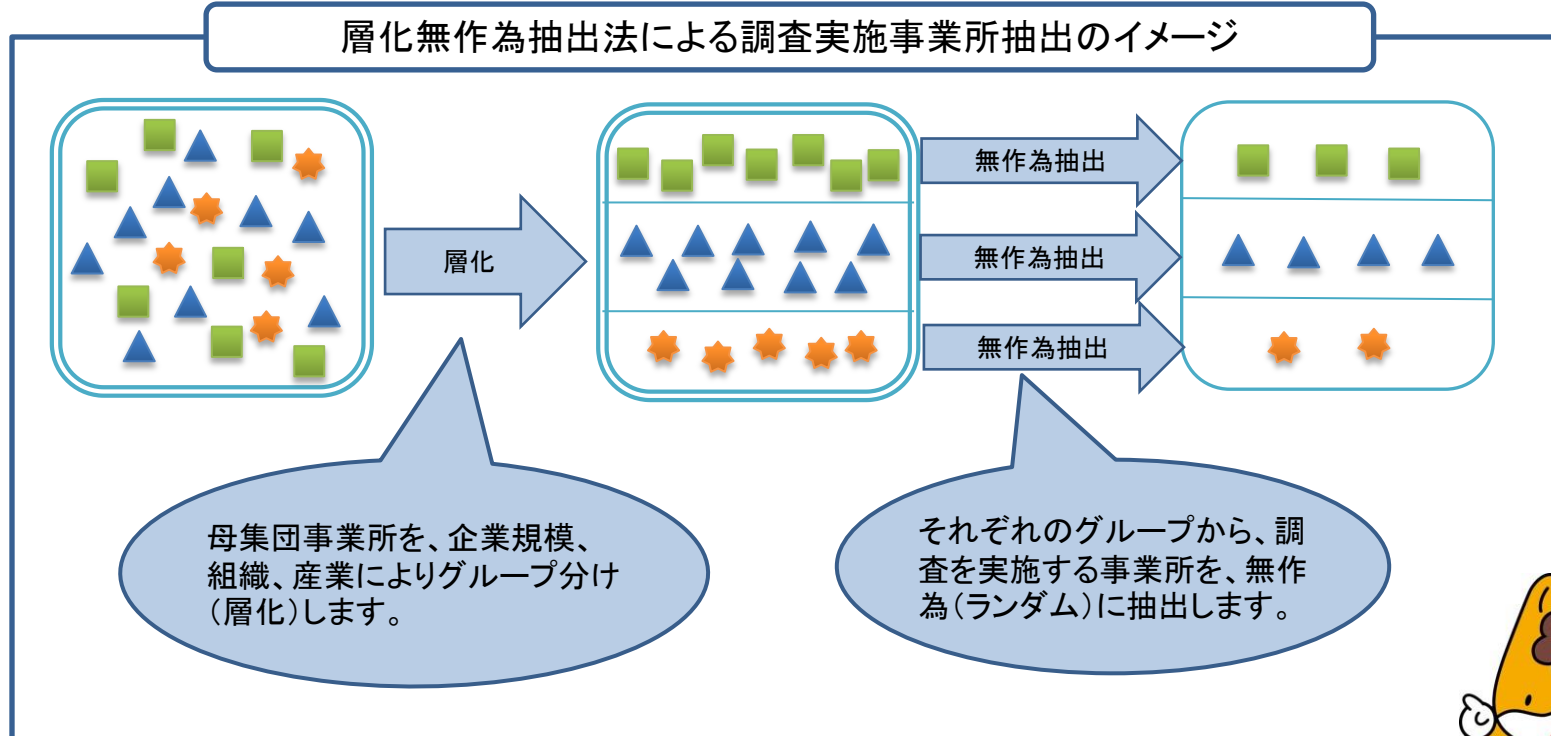 層化無作為抽出法による調査実施事業所抽出のイメージ
層化
無作為抽出
無作為抽出
無作為抽出
母集団事業所を、企業規模、
組織、産業によりグループ分け
（層化）します。
それぞれのグループから、調
査を実施する事業所を、無作
為（ランダム）に抽出します。